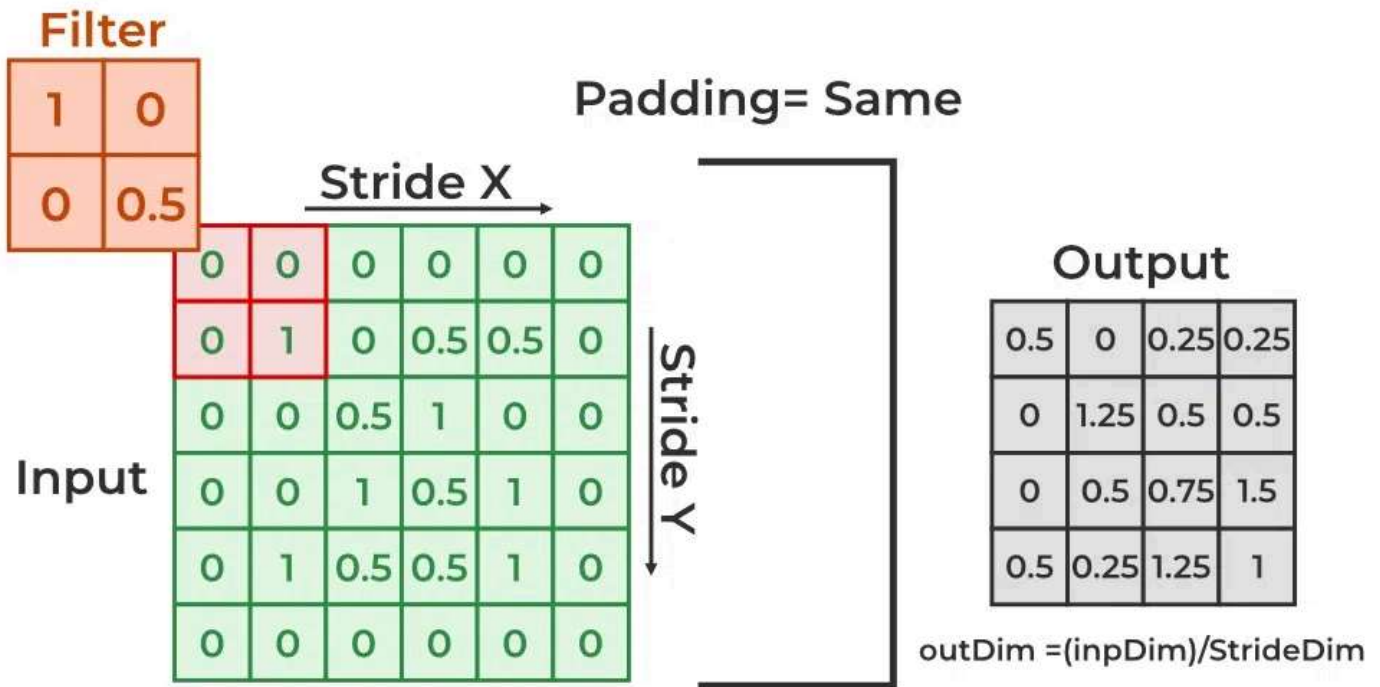 Filter
1 0
0 0.5
Padding= Same
Stride X
0 0 0 0 0 0
0 1 0 0.5 0.5 0
0 0 0.5 1 0 0
0 0 1 0.5 1 0
0 1 0.5 0.5 1 0
0 0 0 0 0 0
Input
Stride Y
Output
0.5 0 0.25 0.25
0 1.25 0.5 0.5
0 0.5 0.75 1.5
0.5 0.25 1.25 1
outDim =(inpDim)/StrideDim